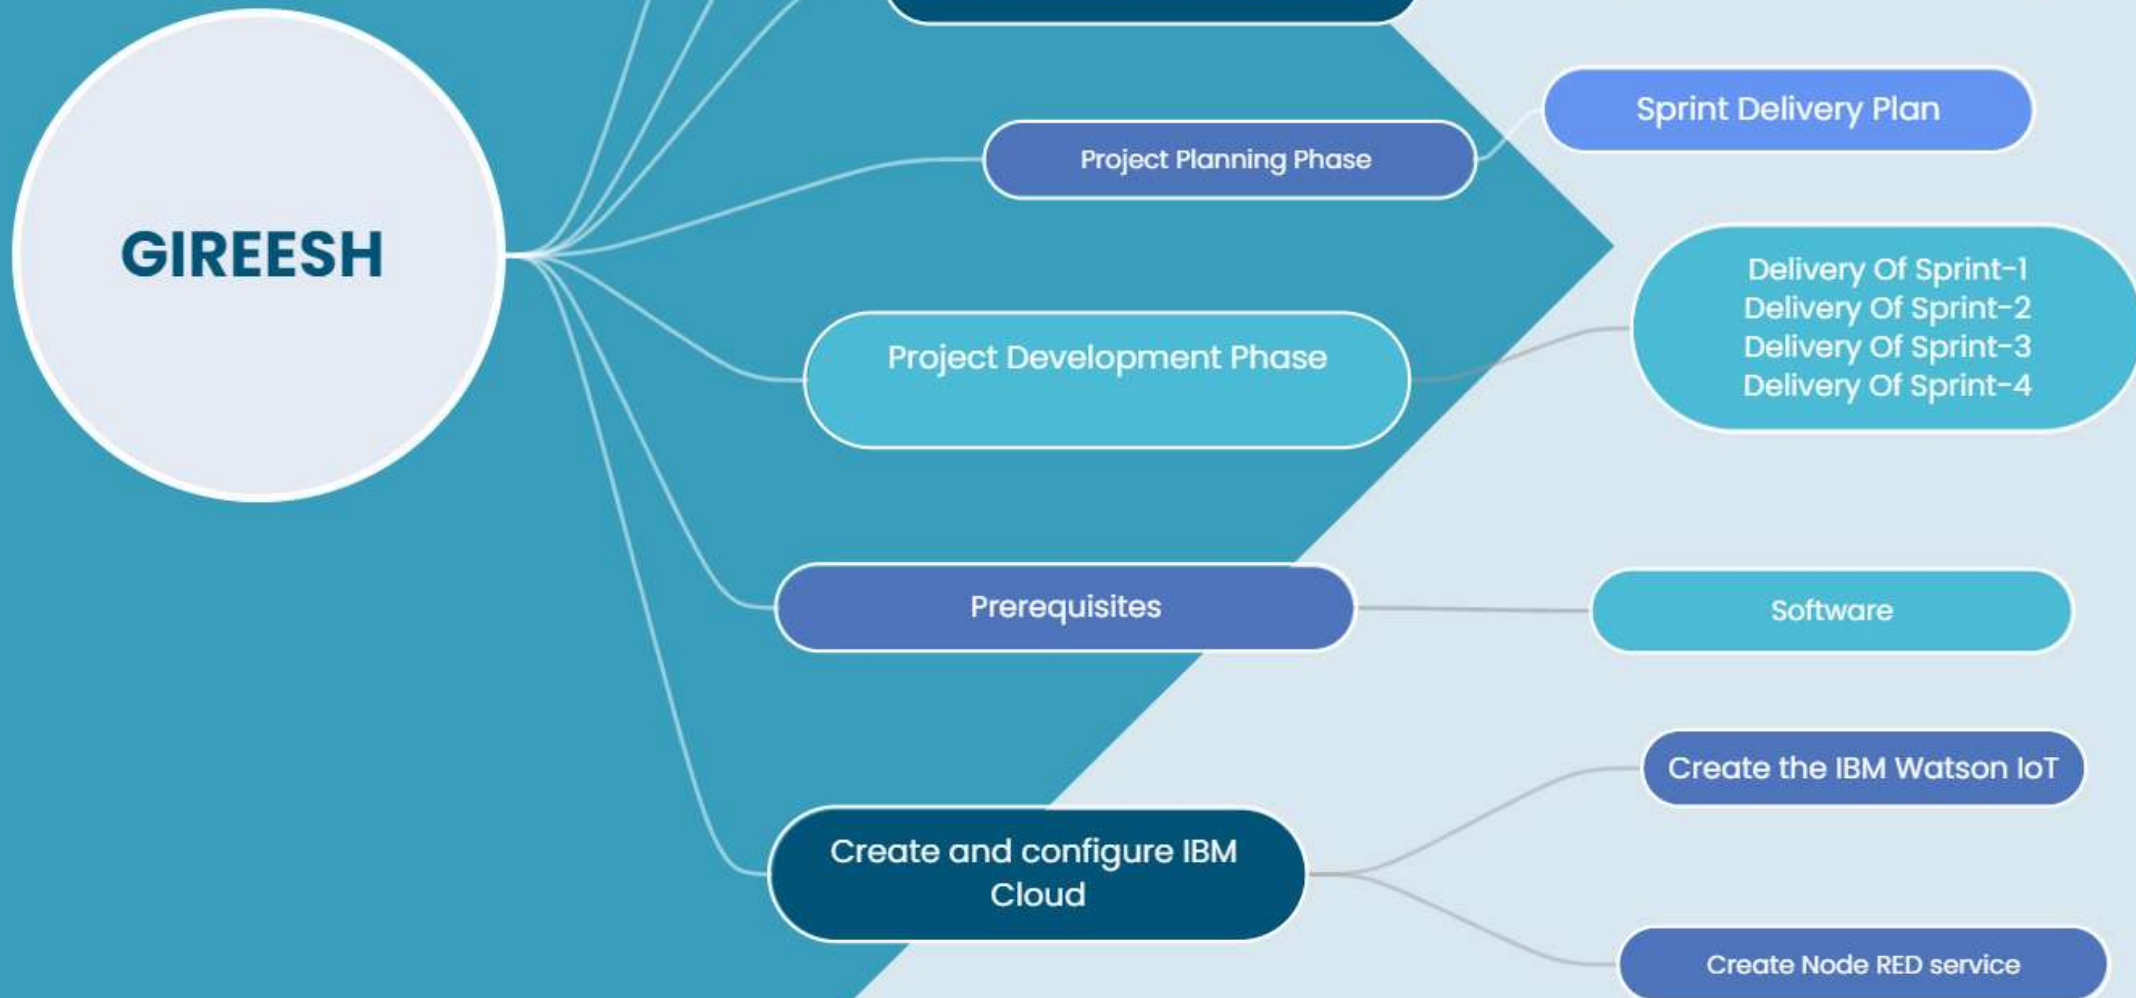 GIREESH
Project Planning Phase
Sprint Delivery Plan
Project Development Phase
Delivery Of Sprint-1
Delivery Of Sprint-2
Delivery Of Sprint-3
Delivery Of Sprint-4
Prerequisites
Software
Create and configure IBM
Cloud
Create the IBM Watson IoT
Create Node RED service